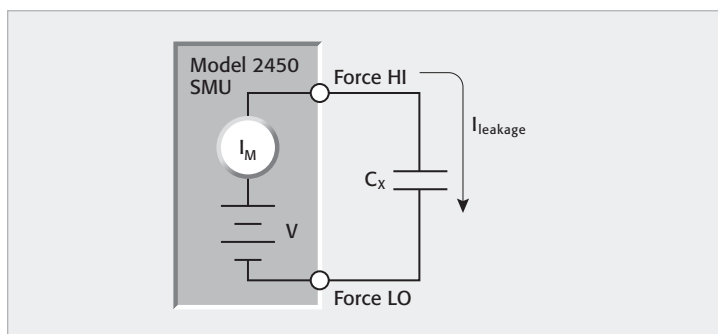 Model 2450
SMU
Force HI
I_M
I_leakage
C_X
V
Force LO